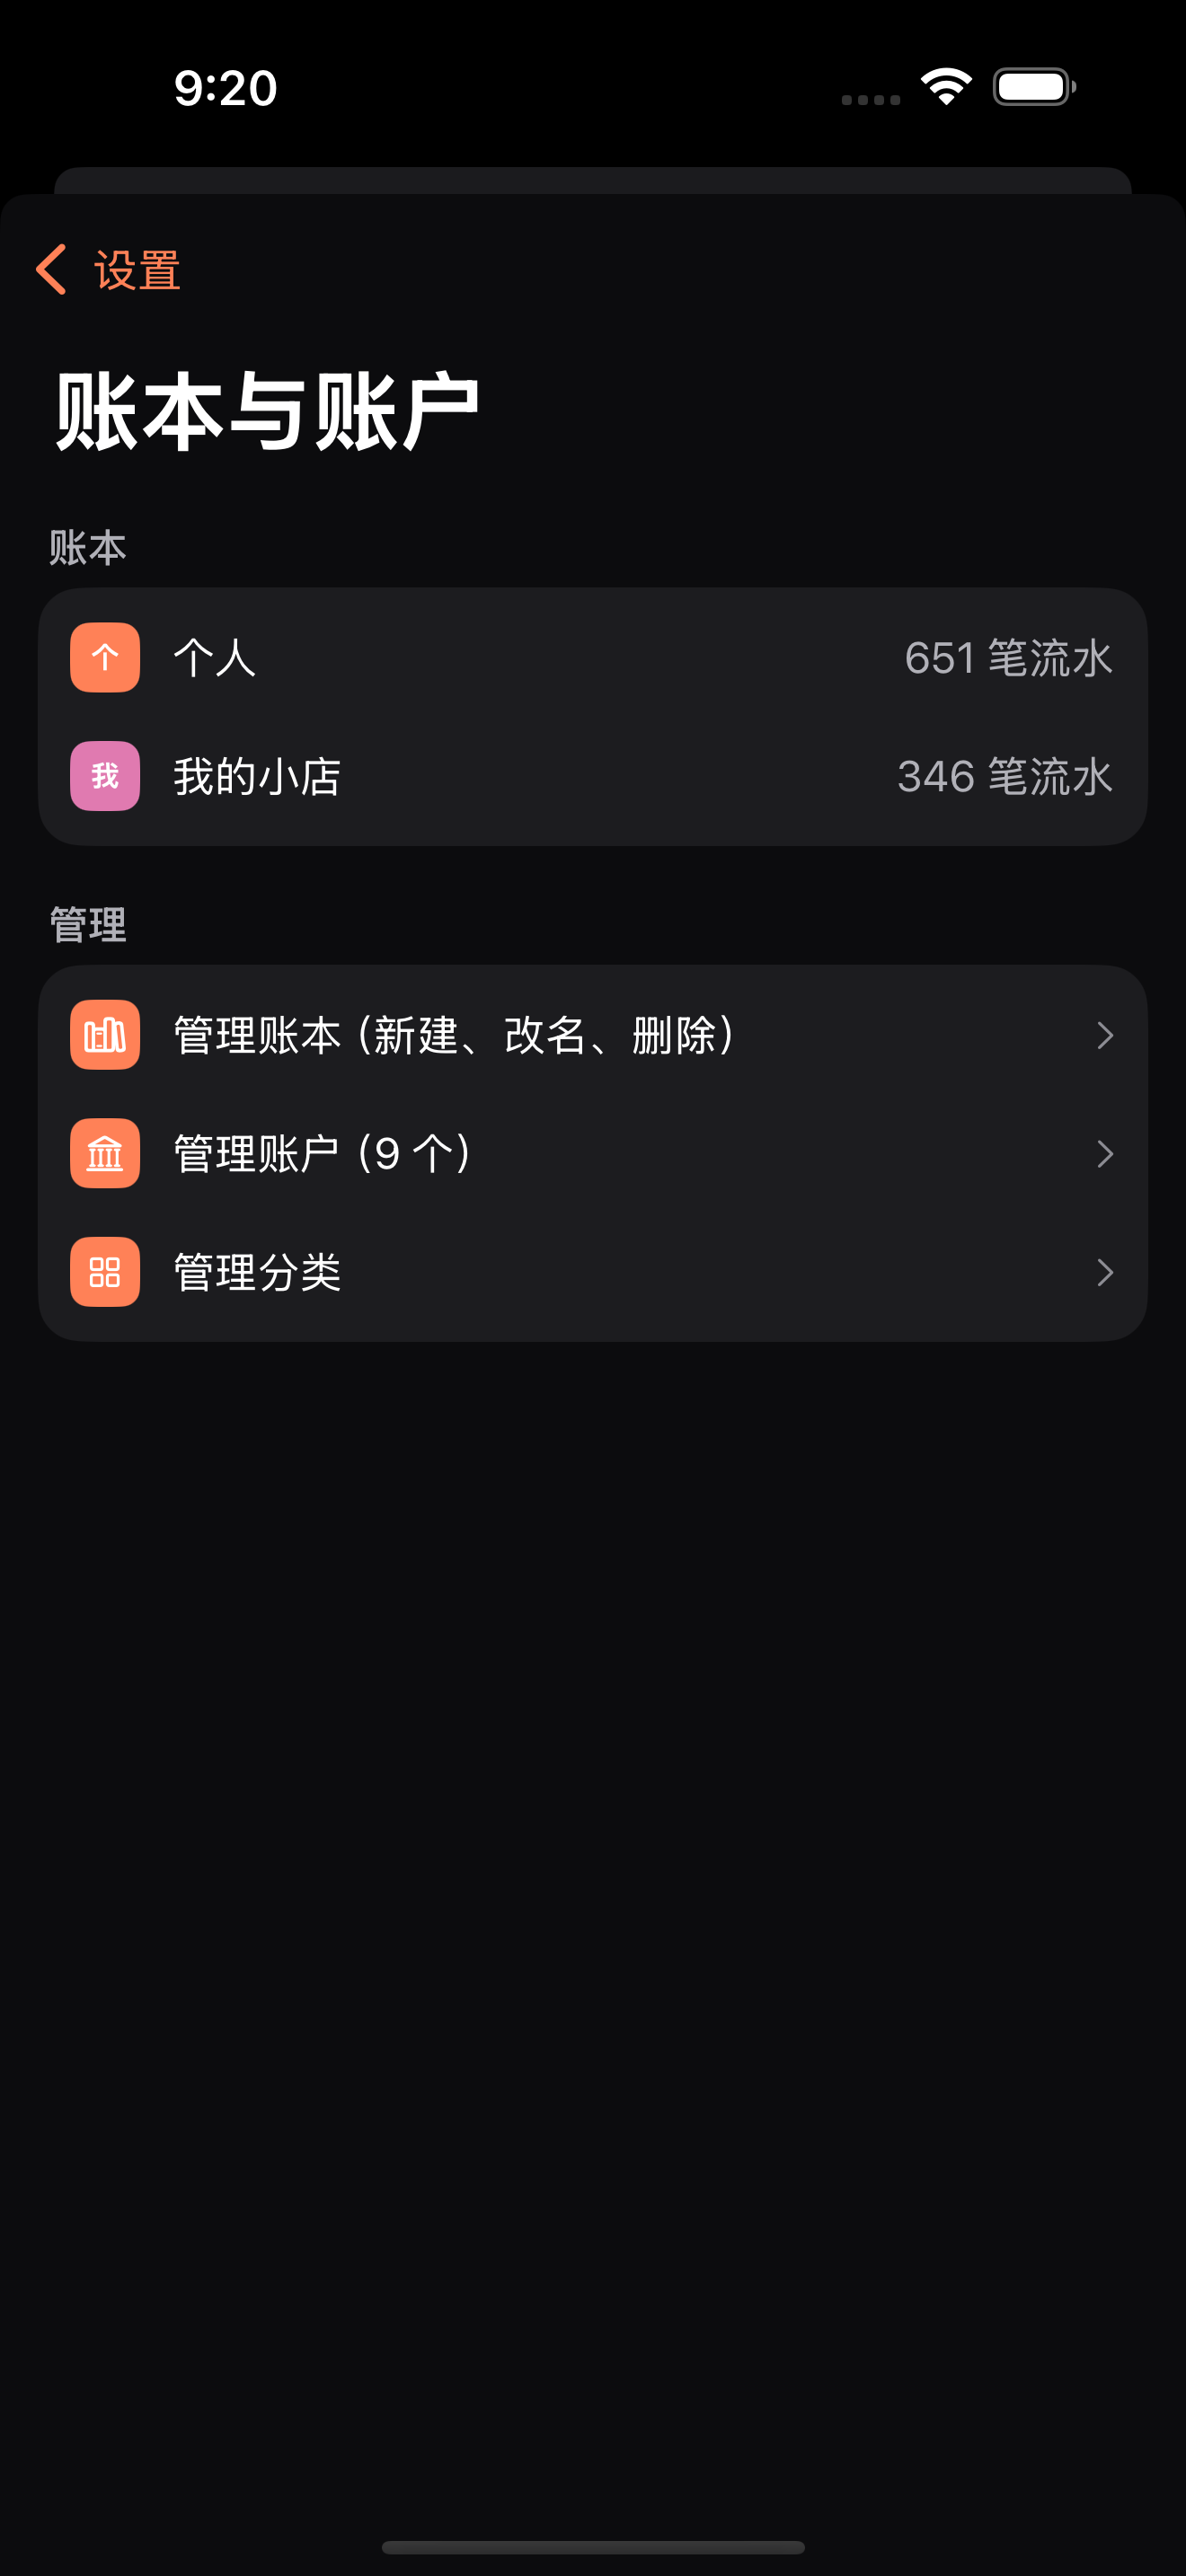 9:20
设置
账本与账户
账本
个 个人 651 笔流水
我 我的小店 346 笔流水
管理
管理账本（新建、改名、删除）
管理账户（9 个）
管理分类